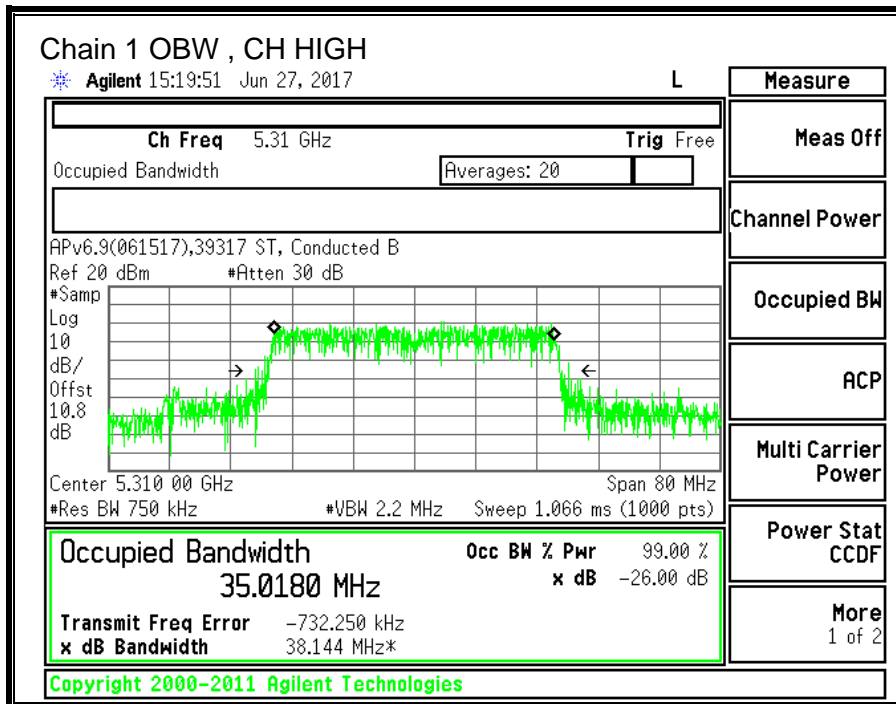 Chain 1 OBW , CH HIGH
Agilent 15:19:51 Jun 27, 2017 L
Measure
Ch Freq 5.31 GHz Trig Free
Occupied Bandwidth Averages: 20
APv6.9(061517),39317 ST, Conducted B
Ref 20 dBm #Atten 30 dB
#Samp
Log
10
dB/
Offst
10.8
dB
Center 5.310 00 GHz Span 80 MHz
#Res BW 750 kHz #VBW 2.2 MHz Sweep 1.066 ms (1000 pts)
Occupied Bandwidth Occ BW % Pwr 99.00 %
35.0180 MHz x dB -26.00 dB
Transmit Freq Error -732.250 kHz
x dB Bandwidth 38.144 MHz*
Meas Off
Channel Power
Occupied BW
ACP
Multi Carrier
Power
Power Stat
CCDF
More
1 of 2
Copyright 2000-2011 Agilent Technologies